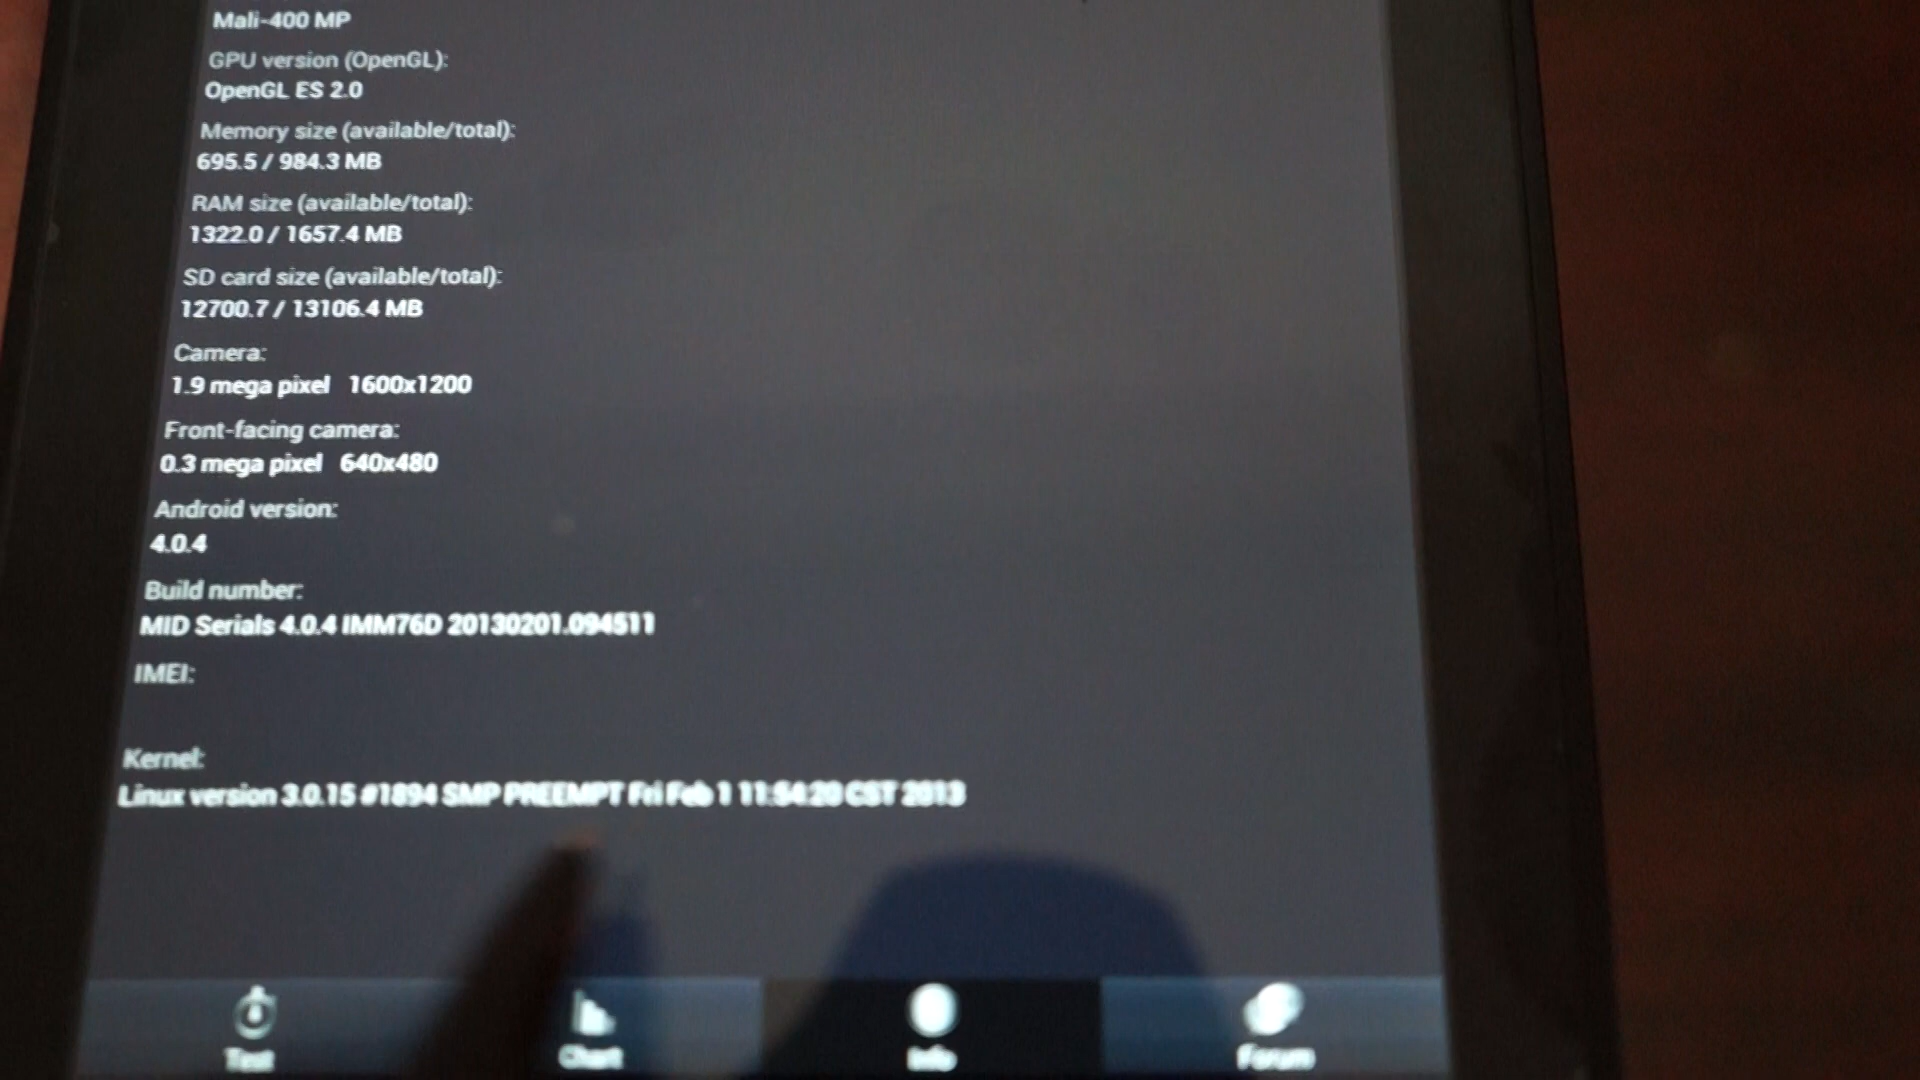 Mali-400 MP
GPU version (OpenGL):
OpenGL ES 2.0
Memory size (available/total):
695.5 / 984.3 MB
RAM size (available/total):
1322.0 / 1657.4 MB
SD card size (available/total):
12700.7 / 13106.4 MB
Camera:
1.9 mega pixel 1600x1200
Front-facing camera:
0.3 mega pixel 640x480
Android version:
4.0.4
Build number:
MID Serials 4.0.4 IMM76D 20130201.094511
IMEI:
Kernel:
Linux version 3.0.15 #1894 SMP PREEMPT Fri Feb 1 11:54:20 CST 2013
Test
Chart
Info
Forum